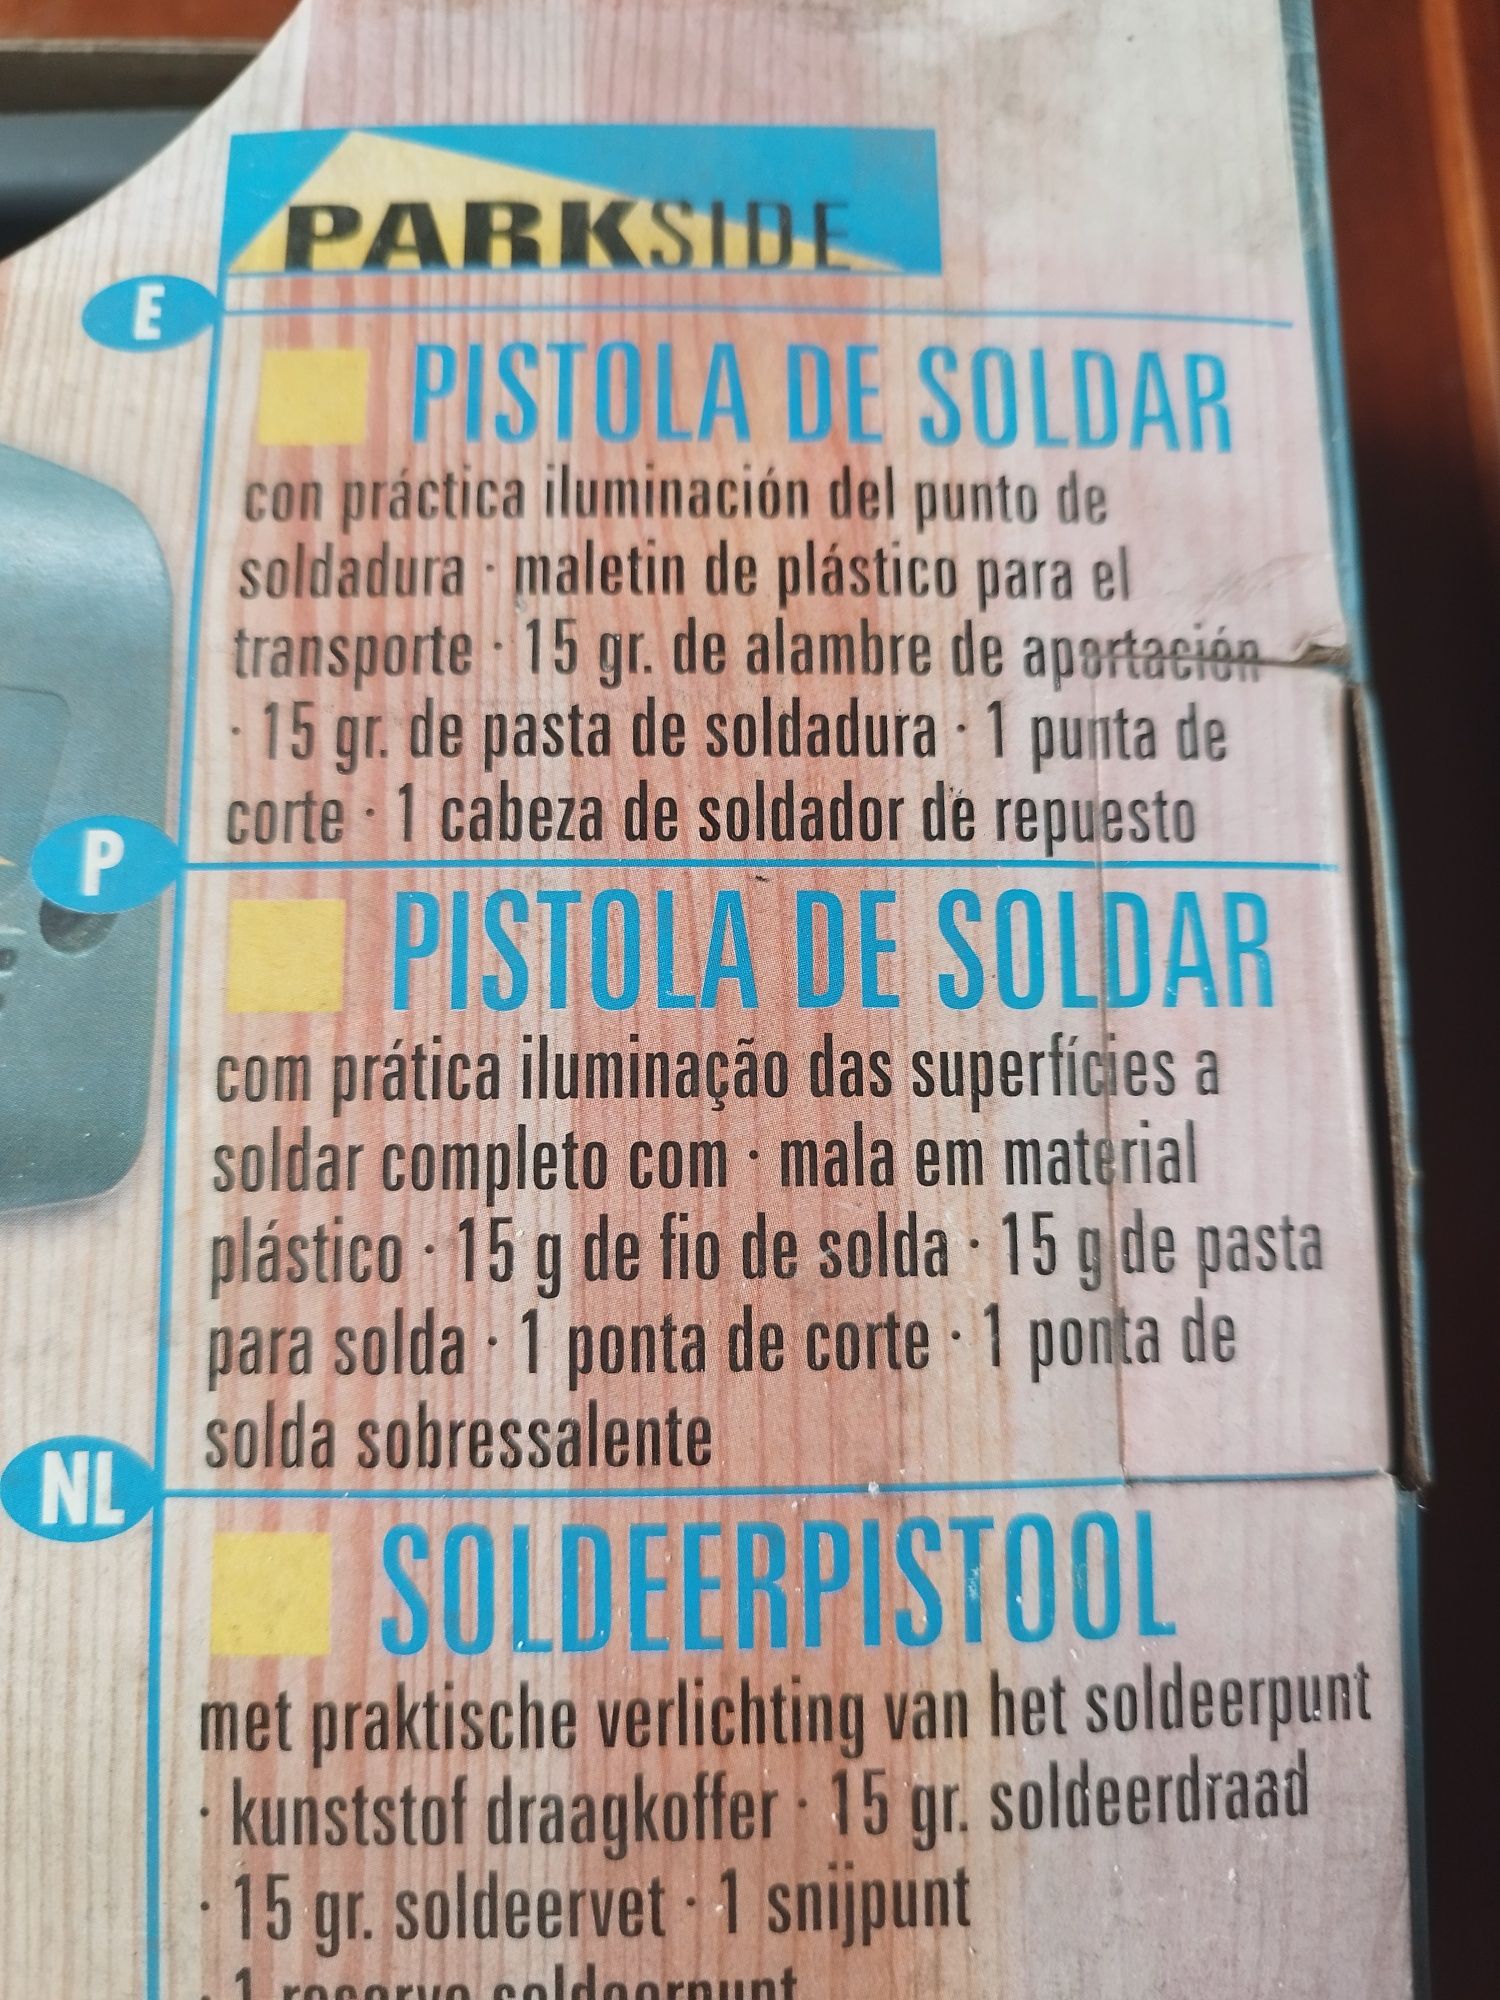 PARKSIDE
E
PISTOLA DE SOLDAR
con práctica iluminación del punto de
soldadura · maletin de plástico para el
transporte · 15 gr. de alambre de aportación
· 15 gr. de pasta de soldadura · 1 punta de
corte · 1 cabeza de soldador de repuesto
P
PISTOLA DE SOLDAR
com prática iluminação das superfícies a
soldar completo com · mala em material
plástico · 15 g de fio de solda · 15 g de pasta
para solda · 1 ponta de corte · 1 ponta de
solda sobressalente
NL
SOLDEERPISTOOL
met praktische verlichting van het soldeerpunt
· kunststof draagkoffer · 15 gr. soldeerdraad
· 15 gr. soldeervet · 1 snijpunt
· 1 reserve soldeerpunt